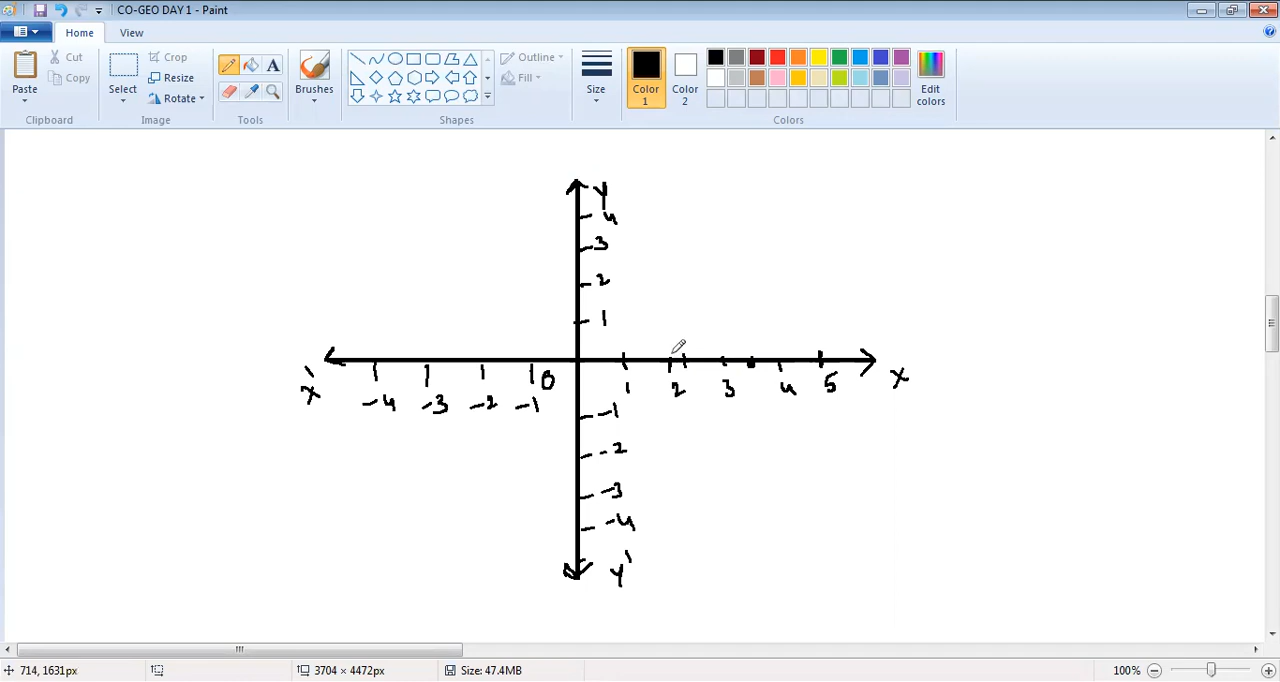 CO-GEO DAY 1 - Paint
Home View
Paste
Cut
Copy
Clipboard
Select
Crop
Resize
Rotate
Image
A
Tools
Brushes
Outline
Fill
Shapes
Size
Color 1
Color 2
Edit colors
Colors
Y
4
3
2
1
X'
-4 -3 -2 -1 0 1 2 3 4 5 X
-1
-2
-3
-4
Y'
714, 1631px
3704 × 4472px
Size: 47.4MB
100%